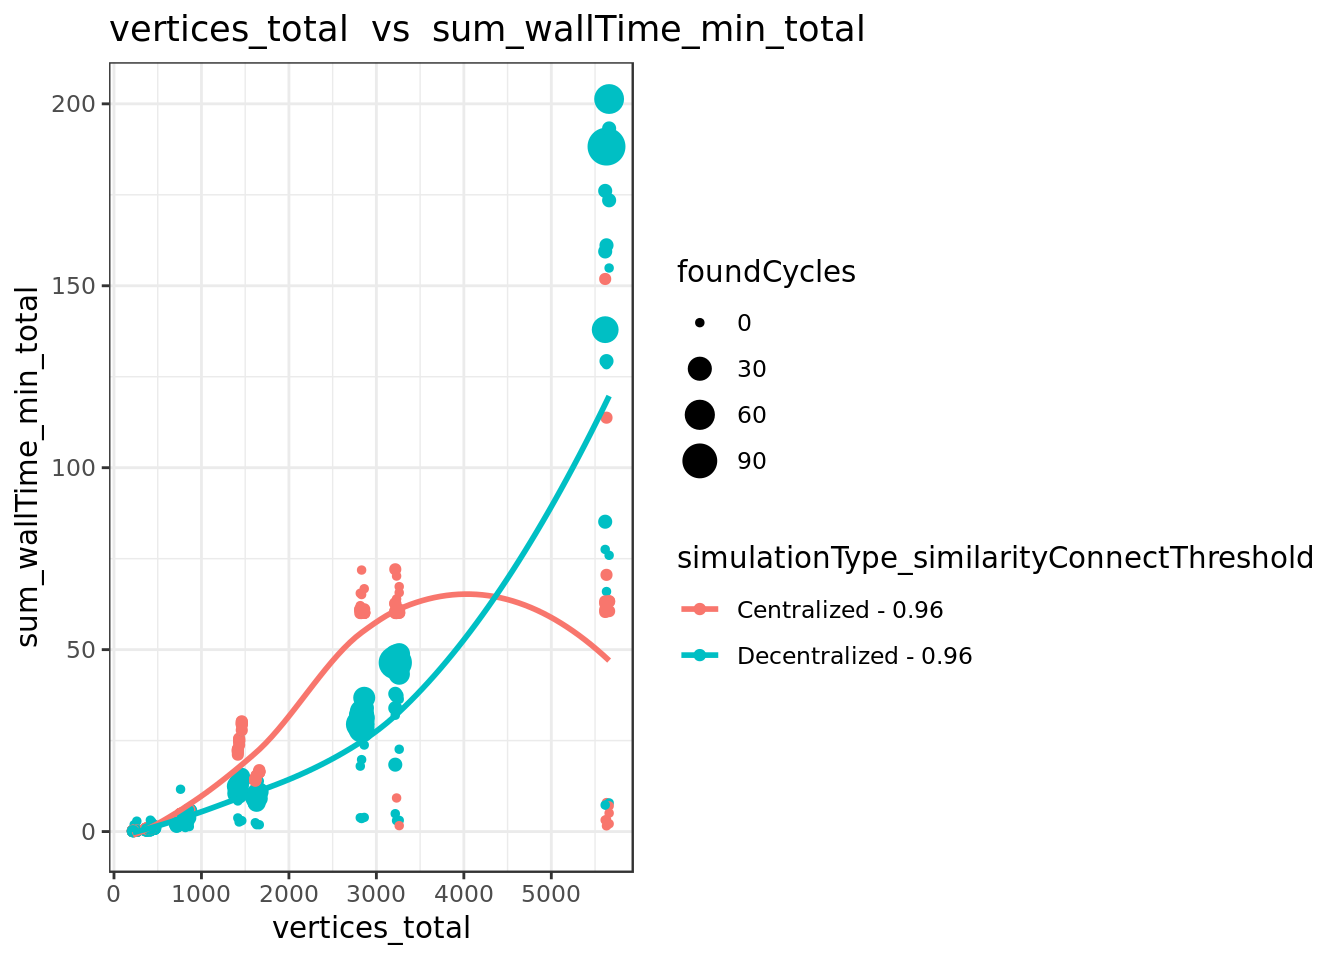 vertices_total  vs  sum_wallTime_min_total
sum_wallTime_min_total
200
150
100
50
0
0 1000 2000 3000 4000 5000
vertices_total
foundCycles
0
30
60
90
simulationType_similarityConnectThreshold
Centralized - 0.96
Decentralized - 0.96